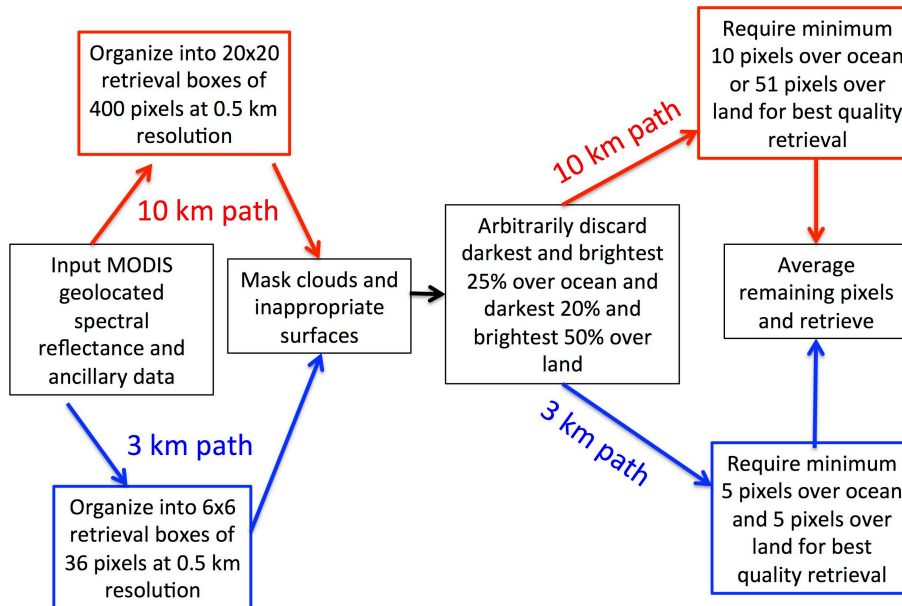 Organize into 20x20
retrieval boxes of
400 pixels at 0.5 km
resolution
Require minimum
10 pixels over ocean
or 51 pixels over
land for best quality
retrieval
10 km path
10 km path
Input MODIS
geolocated
spectral
reflectance and
ancillary data
Mask clouds and
inappropriate
surfaces
Arbitrarily discard
darkest and brightest
25% over ocean and
darkest 20% and
brightest 50% over
land
Average
remaining pixels
and retrieve
3 km path
3 km path
Organize into 6x6
retrieval boxes of
36 pixels at 0.5 km
resolution
Require minimum
5 pixels over ocean
and 5 pixels over
land for best
quality retrieval